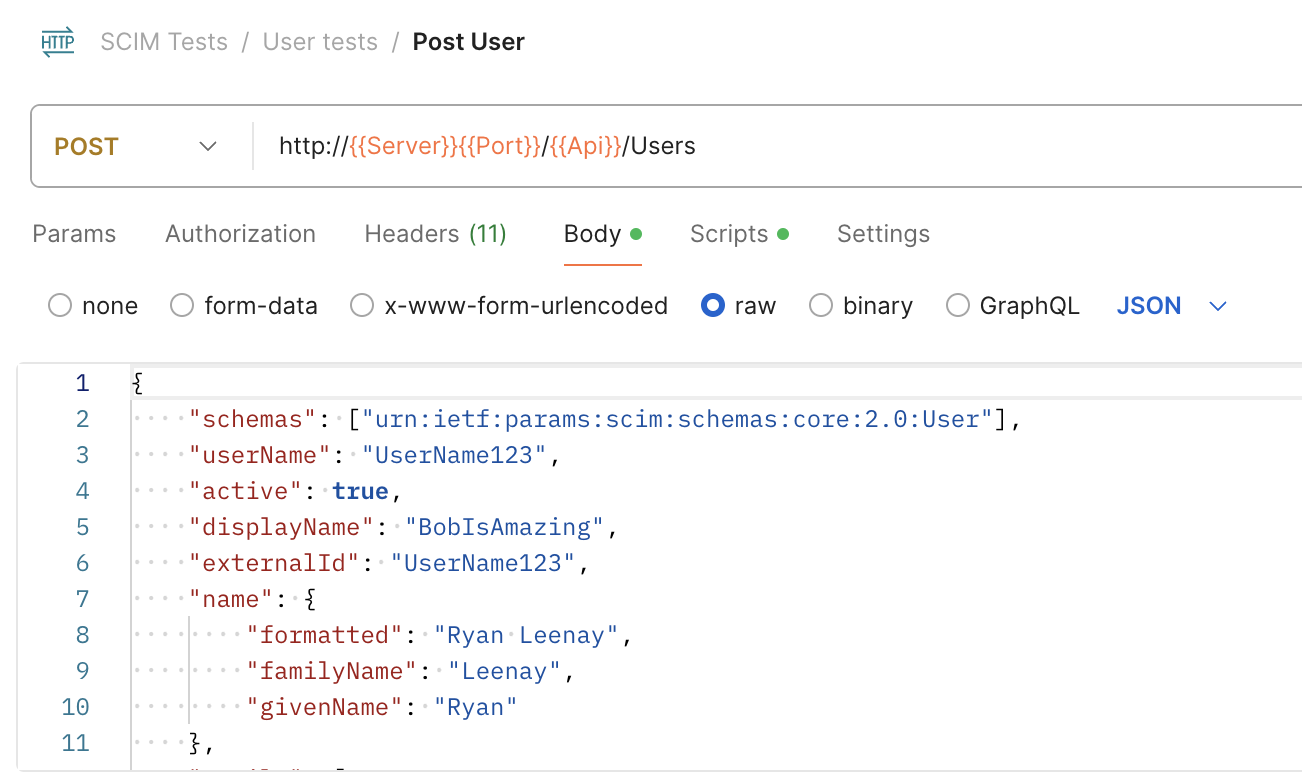 HTTP SCIM Tests / User tests / Post User
POST http://{{Server}}{{Port}}/{{Api}}/Users
Params Authorization Headers (11) Body Scripts Settings
none form-data x-www-form-urlencoded raw binary GraphQL JSON
1 {
2 "schemas": ["urn:ietf:params:scim:schemas:core:2.0:User"],
3 "userName": "UserName123",
4 "active": true,
5 "displayName": "BobIsAmazing",
6 "externalId": "UserName123",
7 "name": {
8 "formatted": "Ryan Leenay",
9 "familyName": "Leenay",
10 "givenName": "Ryan"
11 },